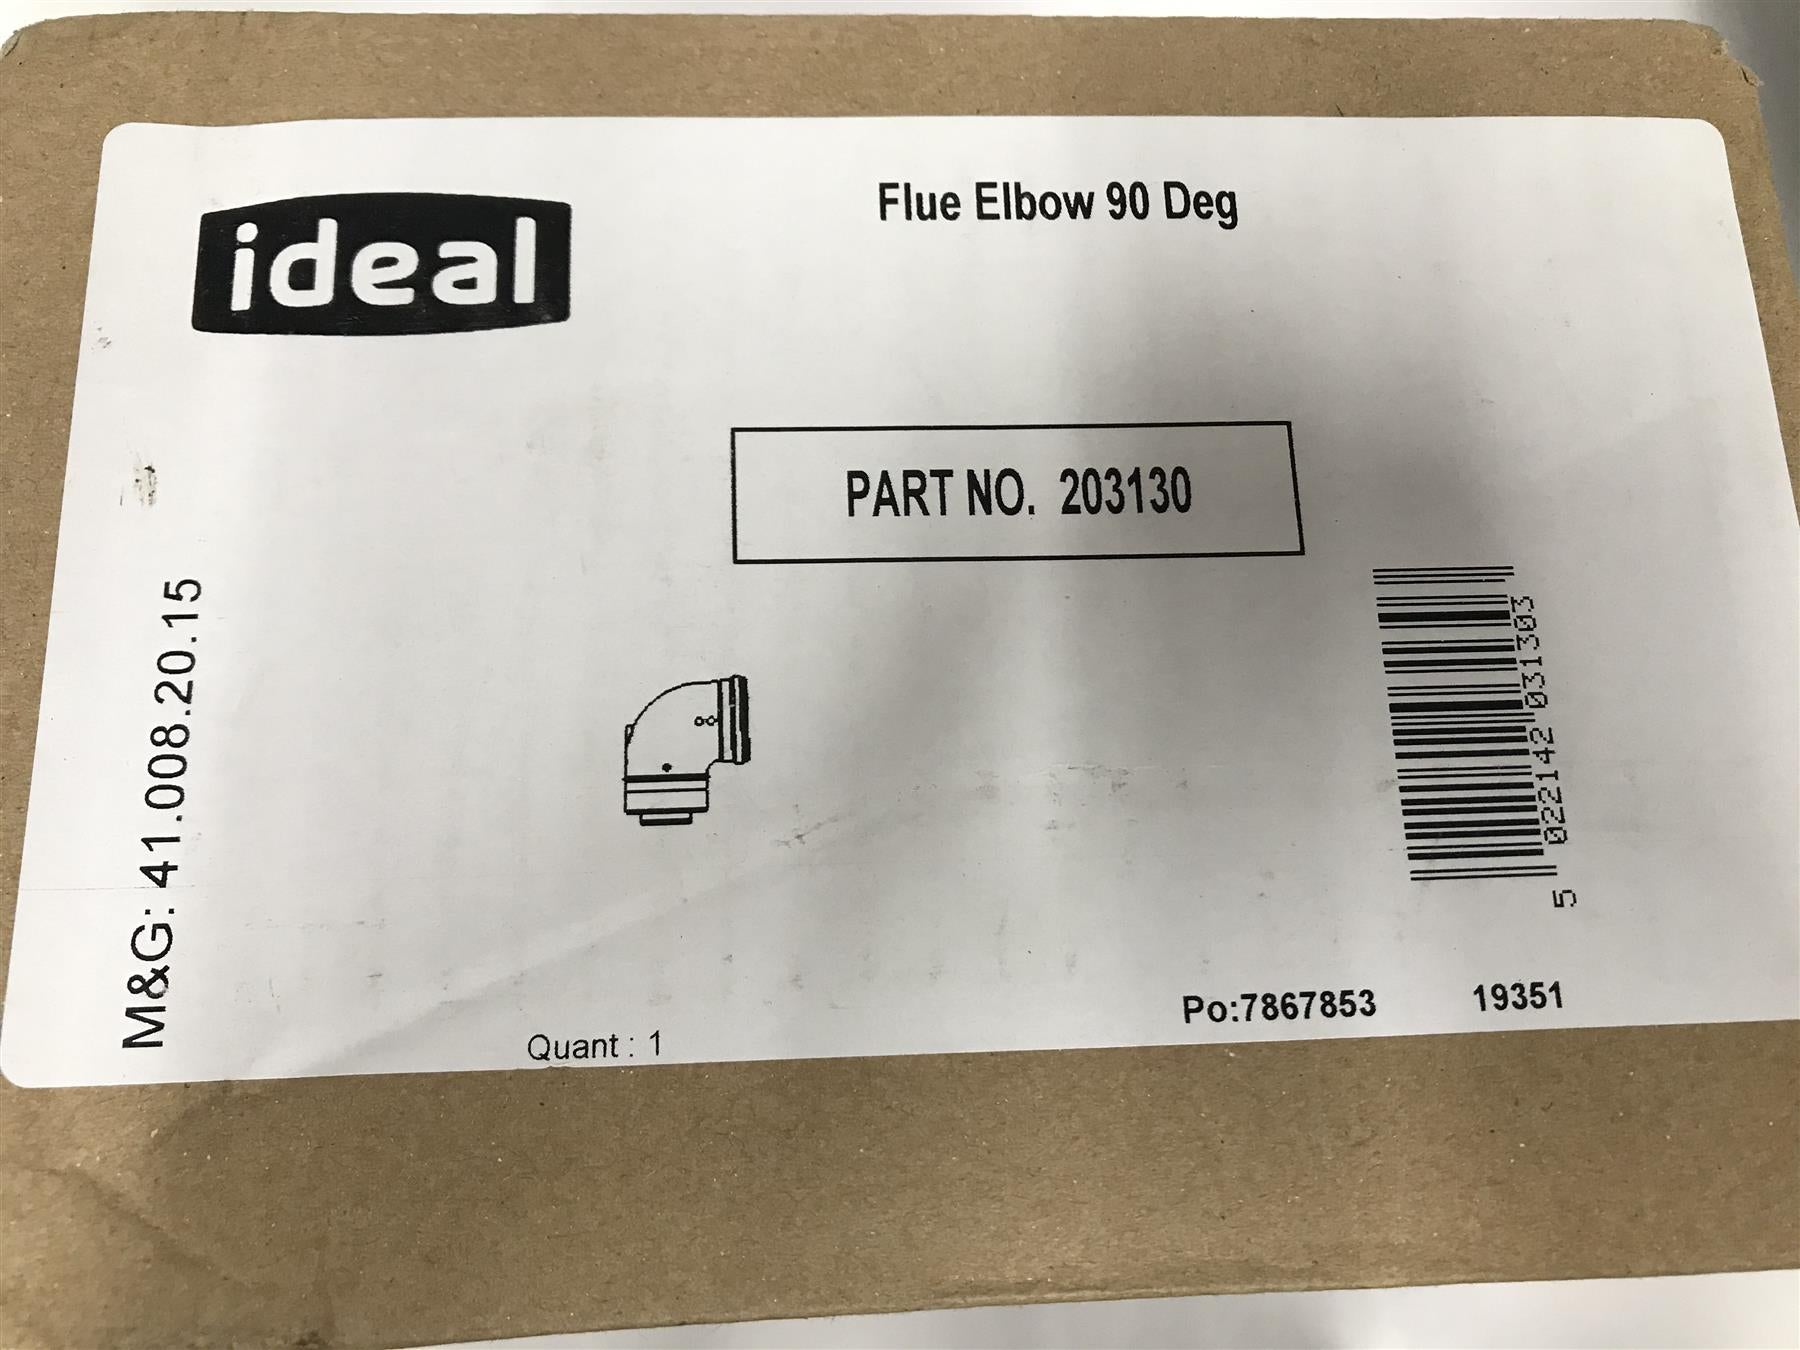 ideal
Flue Elbow 90 Deg
PART NO. 203130
M&G: 41.008.20.15
5 022142 031303
Po:7867853 19351
Quant : 1